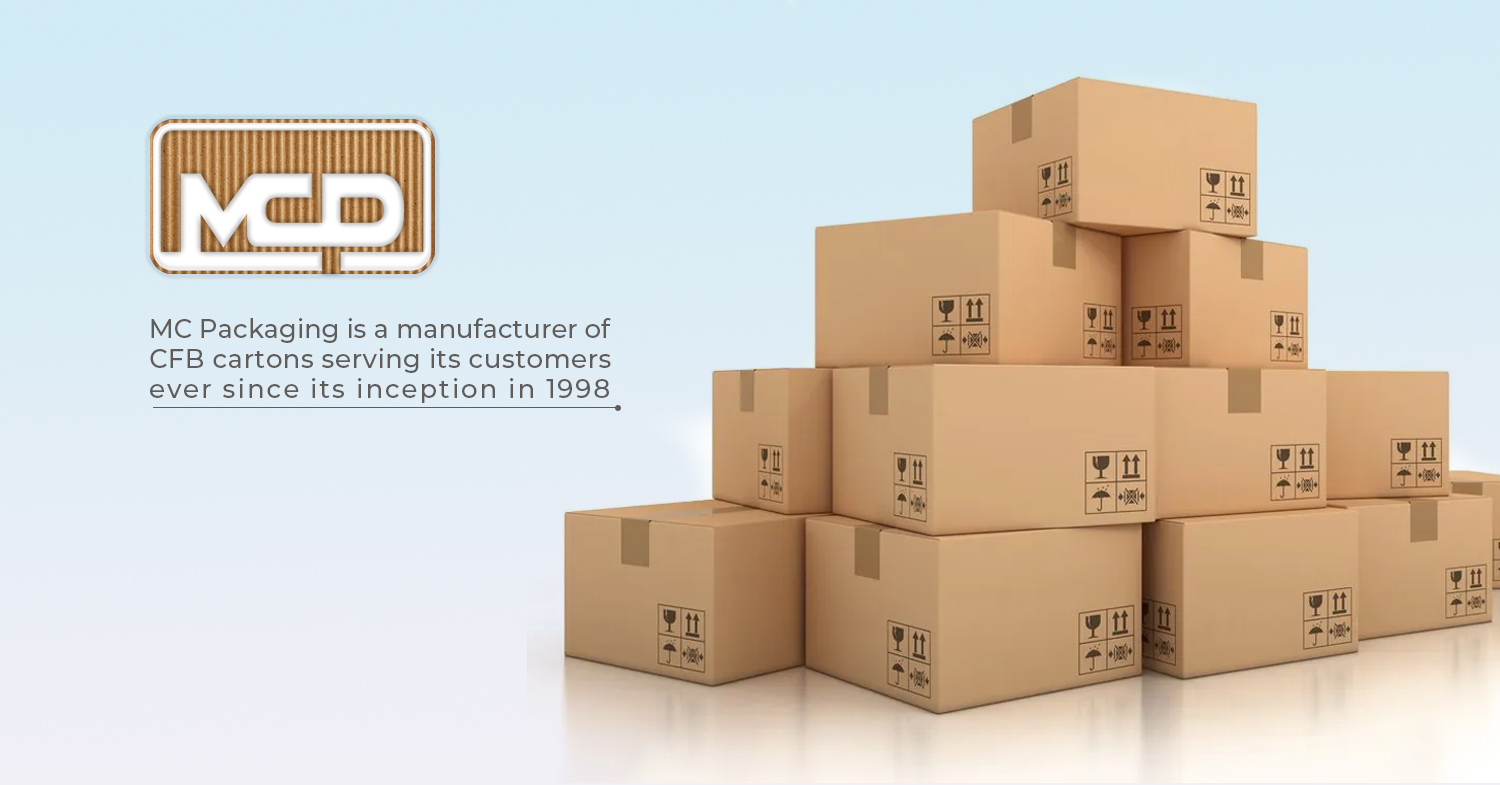 MCP
MC Packaging is a manufacturer of
CFB cartons serving its customers
ever since its inception in 1998